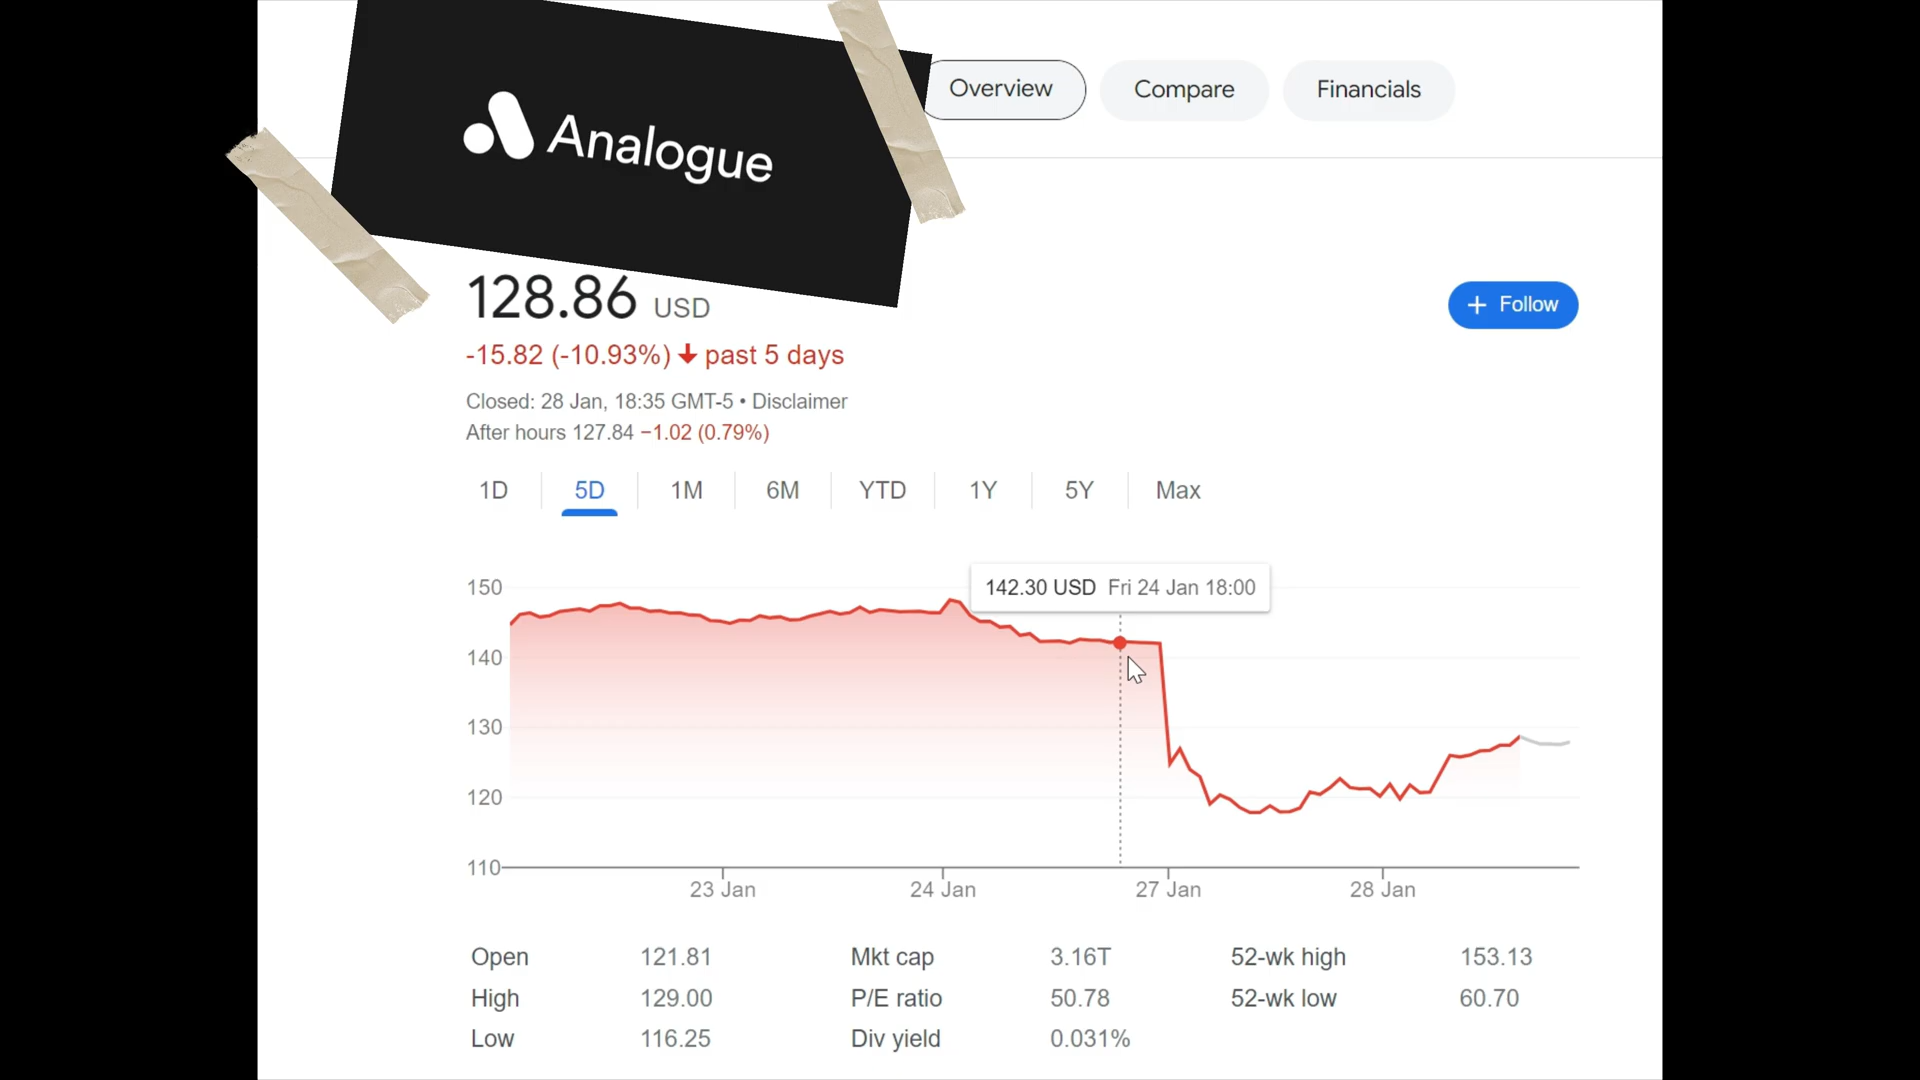 Analogue
Overview Compare Financials
128.86 USD
+ Follow
-15.82 (-10.93%) past 5 days
Closed: 28 Jan, 18:35 GMT-5 • Disclaimer
After hours 127.84 −1.02 (0.79%)
1D 5D 1M 6M YTD 1Y 5Y Max
142.30 USD Fri 24 Jan 18:00
150
140
130
120
110
23 Jan 24 Jan 27 Jan 28 Jan
Open 121.81 Mkt cap 3.16T 52-wk high 153.13
High 129.00 P/E ratio 50.78 52-wk low 60.70
Low 116.25 Div yield 0.031%